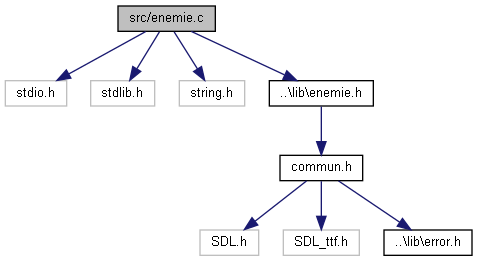 src/enemie.c
stdio.h
stdlib.h
string.h
..\lib\enemie.h
commun.h
SDL.h
SDL_ttf.h
..\lib\error.h